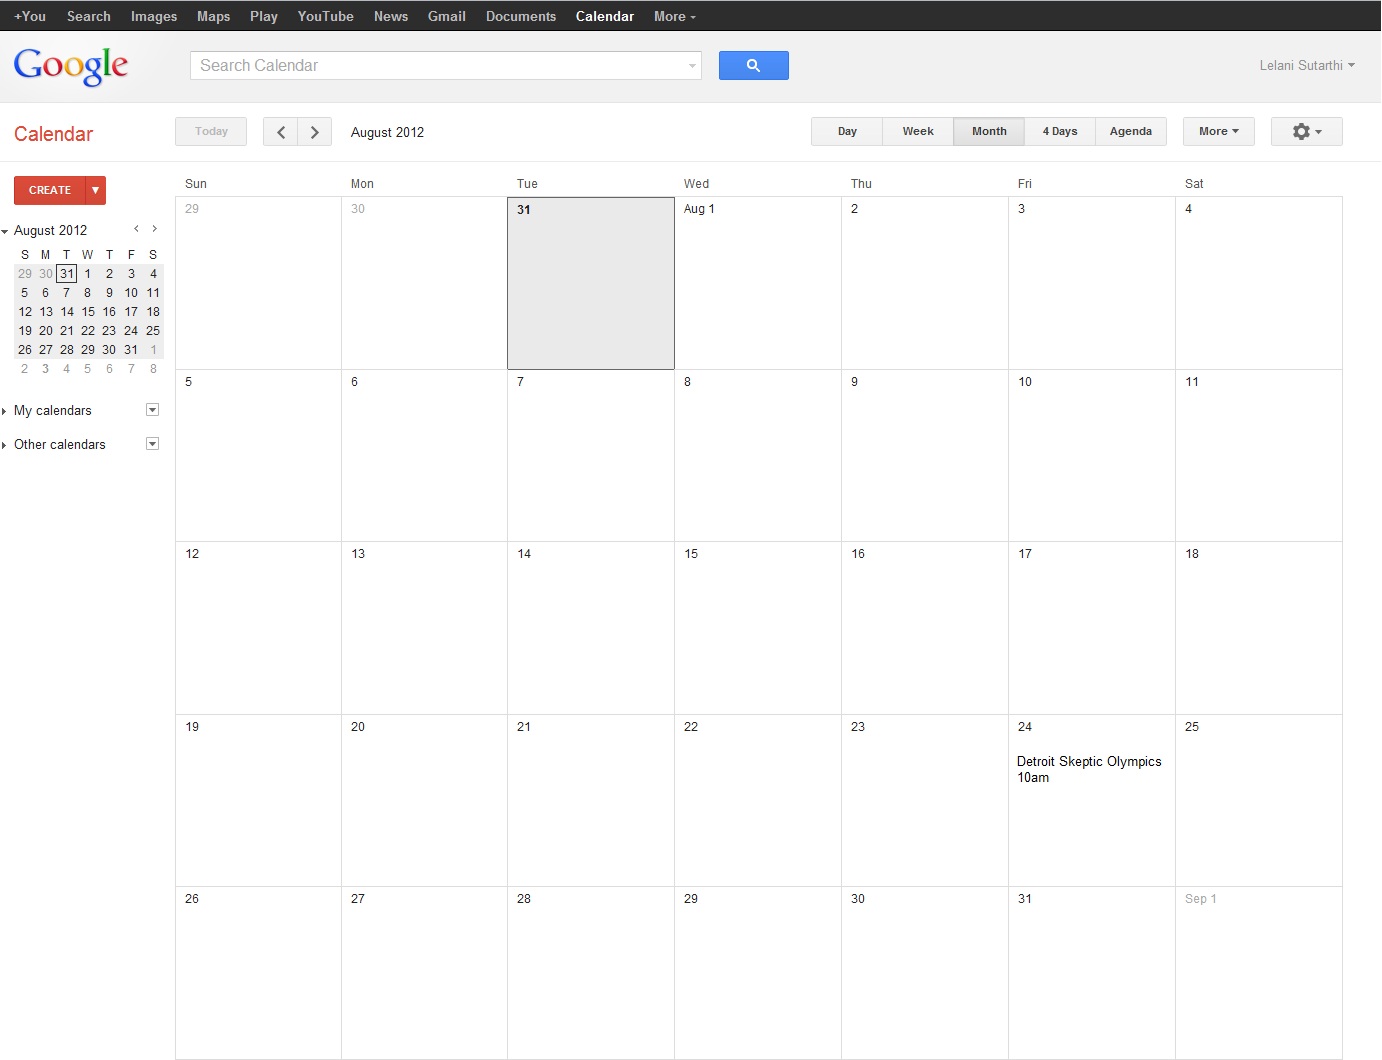 +You Search Images Maps Play YouTube News Gmail Documents Calendar More
Google Search Calendar Lelani Sutarthi
Calendar Today August 2012 Day Week Month 4 Days Agenda More
CREATE
August 2012
S M T W T F S
29 30 31 1 2 3 4
5 6 7 8 9 10 11
12 13 14 15 16 17 18
19 20 21 22 23 24 25
26 27 28 29 30 31 1
2 3 4 5 6 7 8
My calendars
Other calendars
Sun Mon Tue Wed Thu Fri Sat
29 30 31 Aug 1 2 3 4
5 6 7 8 9 10 11
12 13 14 15 16 17 18
19 20 21 22 23 24 25
Detroit Skeptic Olympics
10am
26 27 28 29 30 31 Sep 1